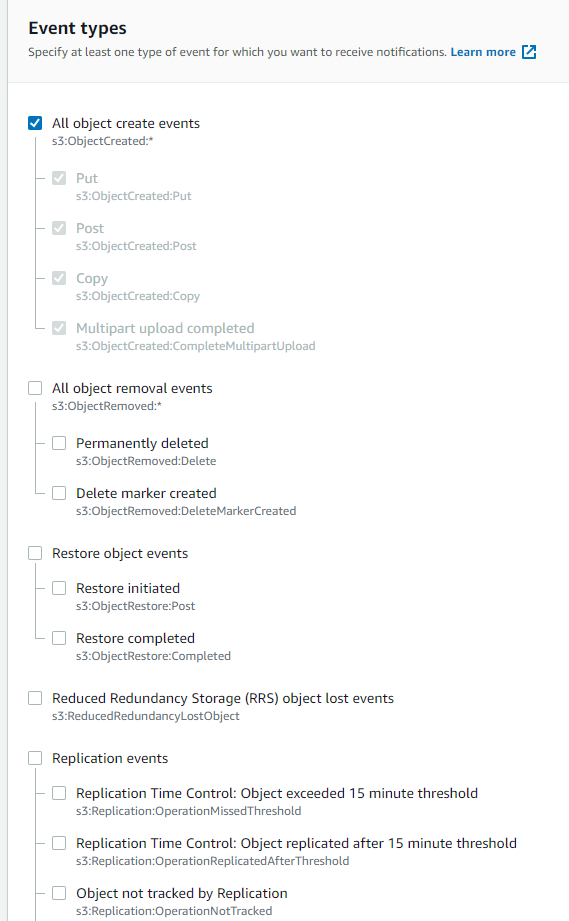 Event types
Specify at least one type of event for which you want to receive notifications. Learn more
All object create events
s3:ObjectCreated:*
Put
s3:ObjectCreated:Put
Post
s3:ObjectCreated:Post
Copy
s3:ObjectCreated:Copy
Multipart upload completed
s3:ObjectCreated:CompleteMultipartUpload
All object removal events
s3:ObjectRemoved:*
Permanently deleted
s3:ObjectRemoved:Delete
Delete marker created
s3:ObjectRemoved:DeleteMarkerCreated
Restore object events
Restore initiated
s3:ObjectRestore:Post
Restore completed
s3:ObjectRestore:Completed
Reduced Redundancy Storage (RRS) object lost events
s3:ReducedRedundancyLostObject
Replication events
Replication Time Control: Object exceeded 15 minute threshold
s3:Replication:OperationMissedThreshold
Replication Time Control: Object replicated after 15 minute threshold
s3:Replication:OperationReplicatedAfterThreshold
Object not tracked by Replication
s3:Replication:OperationNotTracked